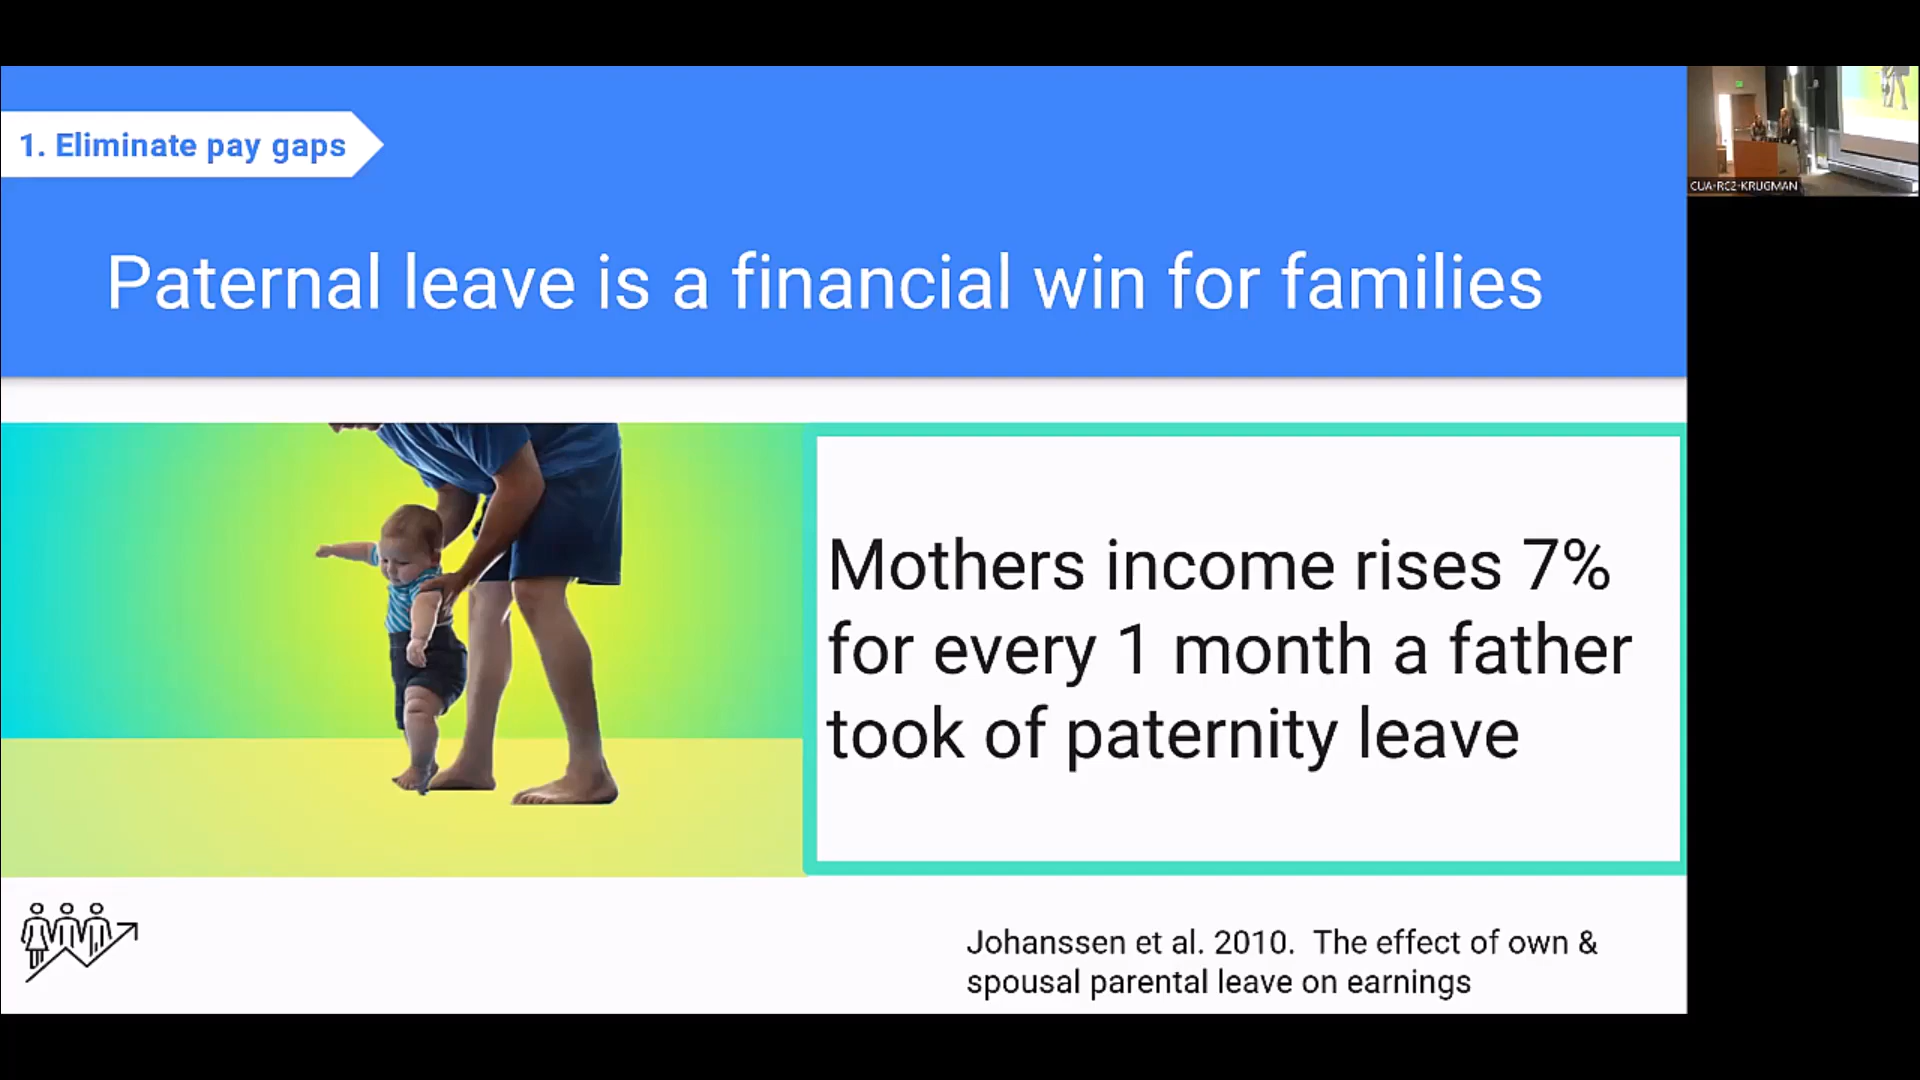 1. Eliminate pay gaps
Paternal leave is a financial win for families
Mothers income rises 7%
for every 1 month a father
took of paternity leave
Johanssen et al. 2010. The effect of own &
spousal parental leave on earnings
CUA-RC2-KRUGMAN